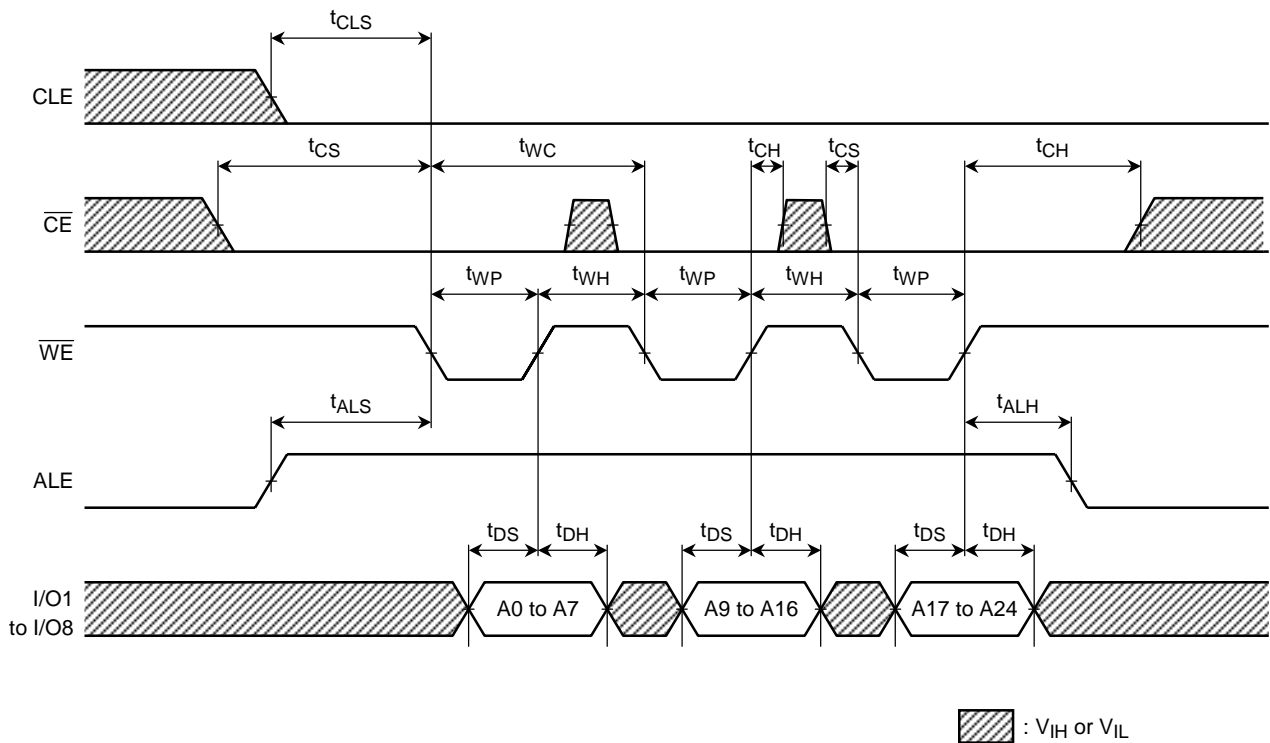 tCLS
CLE
tCS tWC tCH tCS tCH
CE
tWP tWH tWP tWH tWP
WE
tALS tALH
ALE
tDS tDH tDS tDH tDS tDH
I/O1
to I/O8
A0 to A7 A9 to A16 A17 to A24
: VIH or VIL